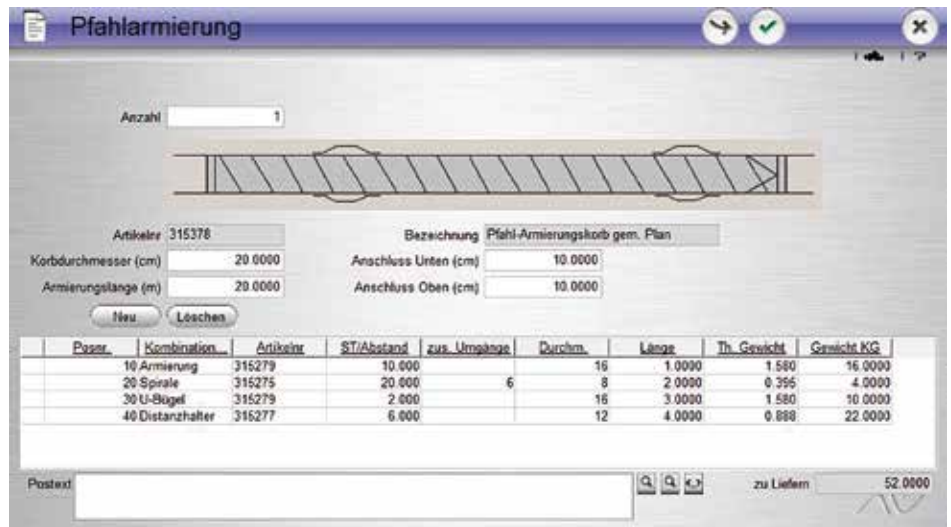 Pfahlarmierung
Anzahl 1
Artikelnr 315378 Bezeichnung Pfahl-Armierungskorb gem. Plan
Korbdurchmesser (cm) 20.0000 Anschluss Unten (cm) 10.0000
Armierungslänge (m) 20.0000 Anschluss Oben (cm) 10.0000
Neu Löschen
Posnr. Kombination... Artikelnr ST/Abstand zus. Umgänge Durchm. Länge Th. Gewicht Gewicht KG
10 Armierung 315279 10.000 16 1.0000 1.580 16.0000
20 Spirale 315275 20.000 6 8 2.0000 0.395 4.0000
30 U-Bügel 315279 2.000 16 3.0000 1.580 10.0000
40 Distanzhalter 315277 6.000 12 4.0000 0.888 22.0000
Postext zu Liefern 52.0000